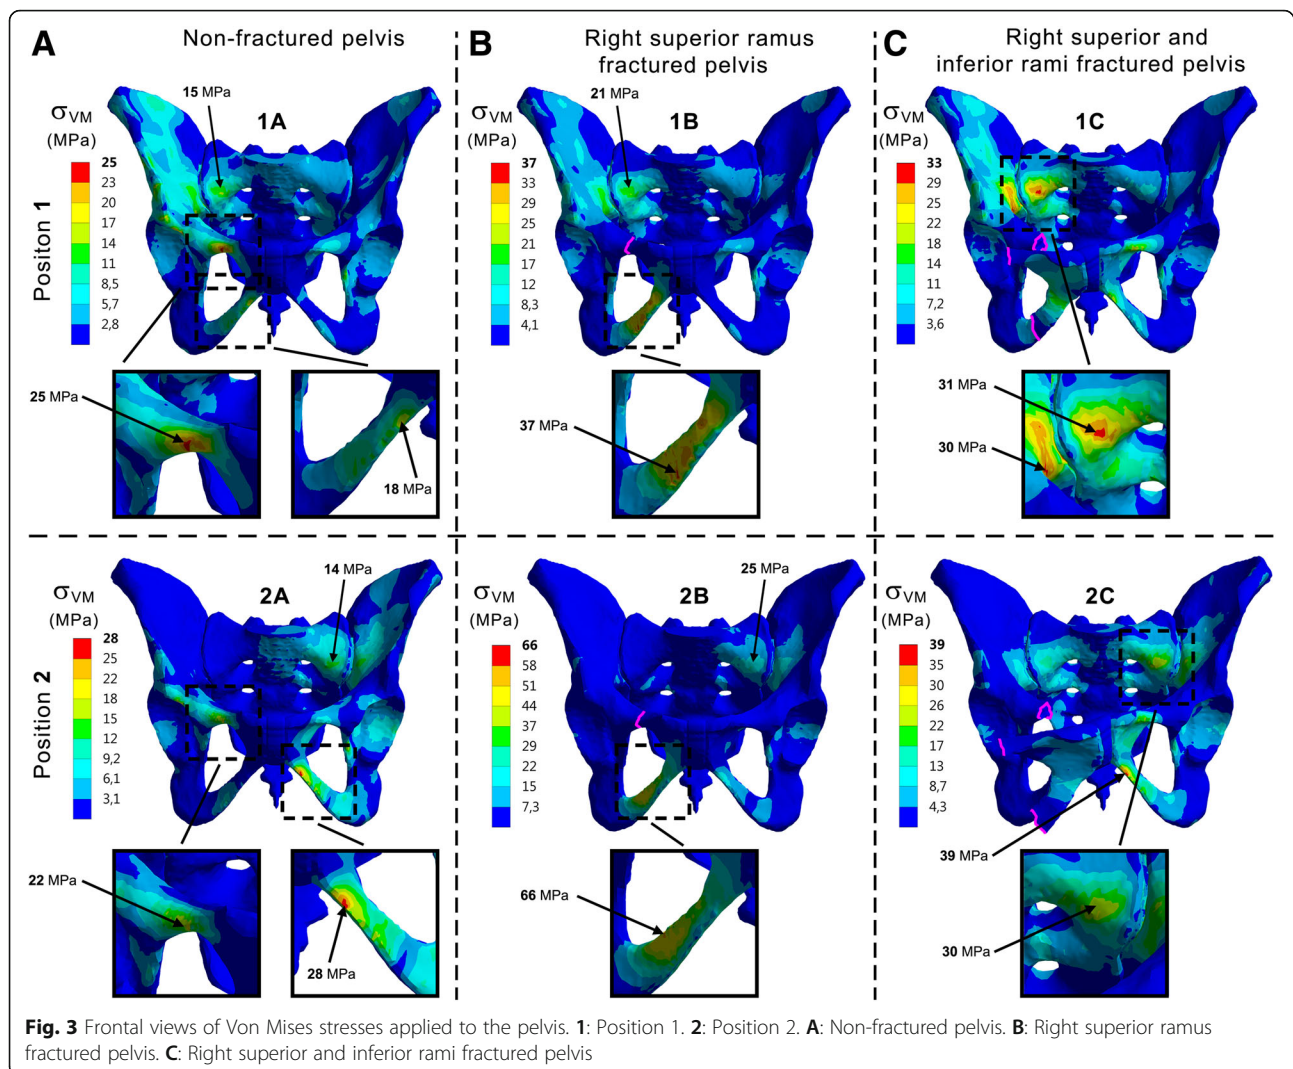 A
Non-fractured pelvis
B
Right superior ramus
fractured pelvis
C
Right superior and
inferior rami fractured pelvis
Positon 1
σVM
(MPa)
25
23
20
17
14
11
8,5
5,7
2,8
1A
15 MPa
25 MPa
18 MPa
σVM
(MPa)
37
33
29
25
21
17
12
8,3
4,1
1B
21 MPa
37 MPa
σVM
(MPa)
33
29
25
22
18
14
11
7,2
3,6
1C
31 MPa
30 MPa
Position 2
σVM
(MPa)
28
25
22
18
15
12
9,2
6,1
3,1
2A
14 MPa
22 MPa
28 MPa
σVM
(MPa)
66
58
51
44
37
29
22
15
7,3
2B
25 MPa
66 MPa
σVM
(MPa)
39
35
30
26
22
17
13
8,7
4,3
2C
39 MPa
30 MPa
Fig. 3 Frontal views of Von Mises stresses applied to the pelvis. 1: Position 1. 2: Position 2. A: Non-fractured pelvis. B: Right superior ramus
fractured pelvis. C: Right superior and inferior rami fractured pelvis